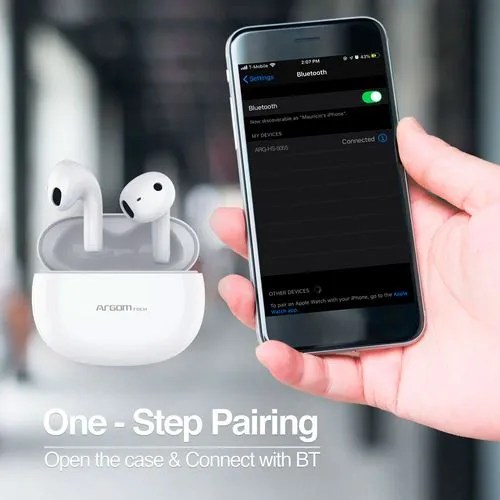 T-Mobile
2:07 PM
43%
Settings
Bluetooth
Bluetooth
Now discoverable as "Mauricio's iPhone".
MY DEVICES
ARG-HS-5055
Connected
OTHER DEVICES
To pair an Apple Watch with your iPhone, go to the Apple
Watch app.
ARGOM TECH
One - Step Pairing
Open the case & Connect with BT